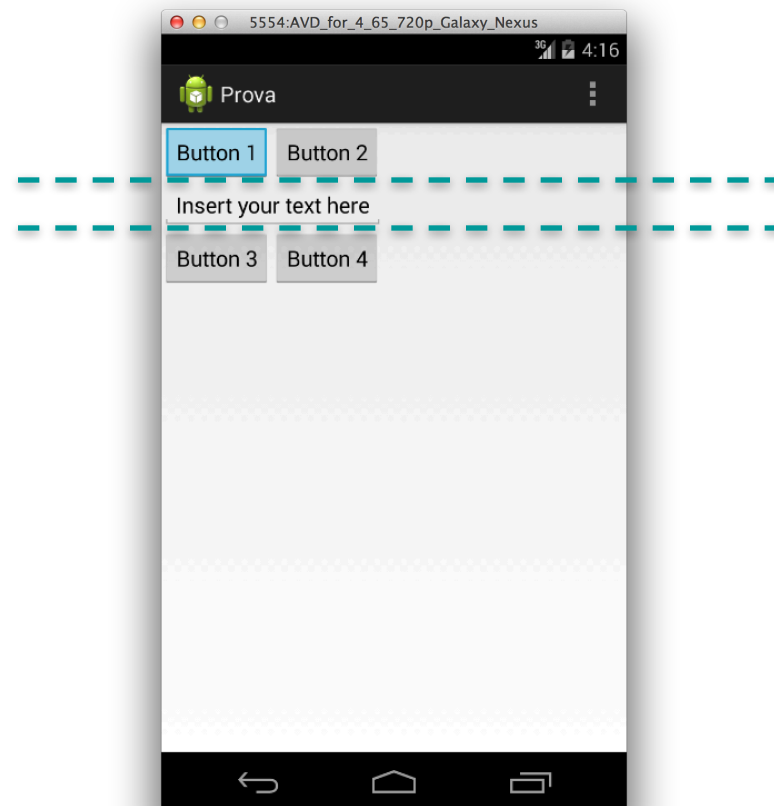 5554:AVD_for_4_65_720p_Galaxy_Nexus
3G 4:16
Prova
Button 1 Button 2
Insert your text here
Button 3 Button 4